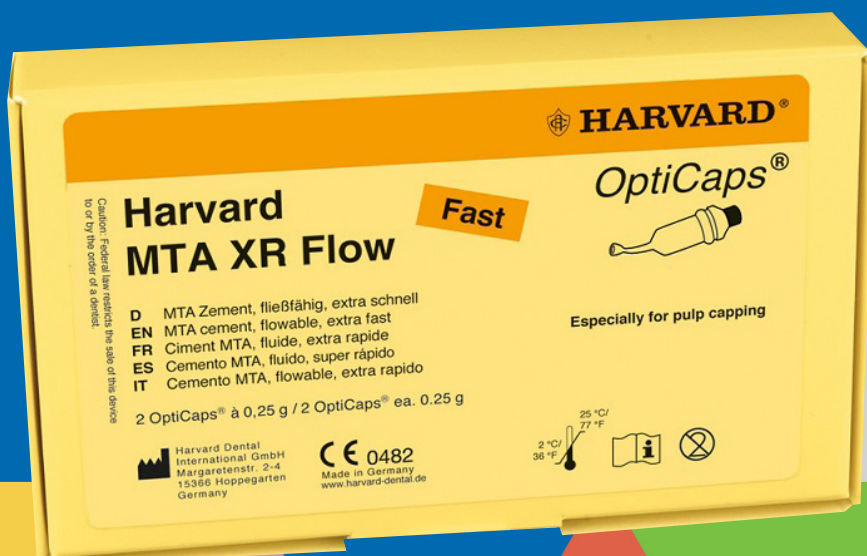 HARVARD®
OptiCaps®
Harvard
MTA XR Flow
Fast
Caution: Federal law restricts the sale of this device
to or by the order of a dentist.
D MTA Zement, fließfähig, extra schnell
EN MTA cement, flowable, extra fast
FR Ciment MTA, fluide, extra rapide
ES Cemento MTA, fluído, super rápido
IT Cemento MTA, flowable, extra rapido
Especially for pulp capping
2 OptiCaps® à 0,25 g / 2 OptiCaps® ea. 0.25 g
Harvard Dental
International GmbH
Margaretenstr. 2-4
15366 Hoppegarten
Germany
CE 0482
Made in Germany
www.harvard-dental.de
2 °C/
36 °F
25 °C/
77 °F
i
2